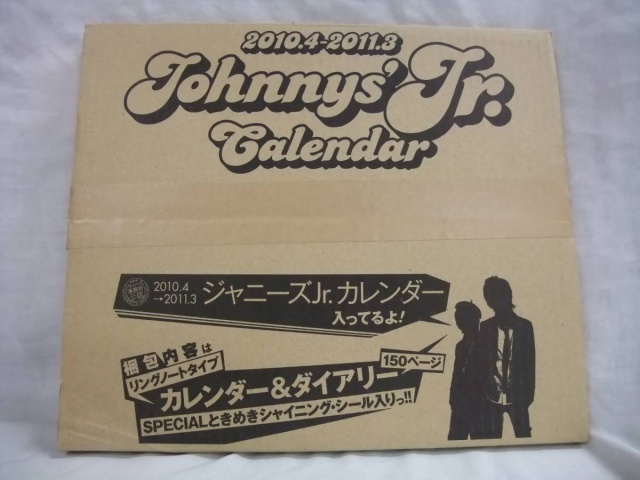 2010.4-2011.3
Johnnys' Jr.
Calendar
2010.4
→2011.3
ジャニーズJr. カレンダー
入ってるよ!
梱包内容は
リングノートタイプ
150ページ
カレンダー&ダイアリー
SPECIALときめきシャイニング・シール入りっ!!